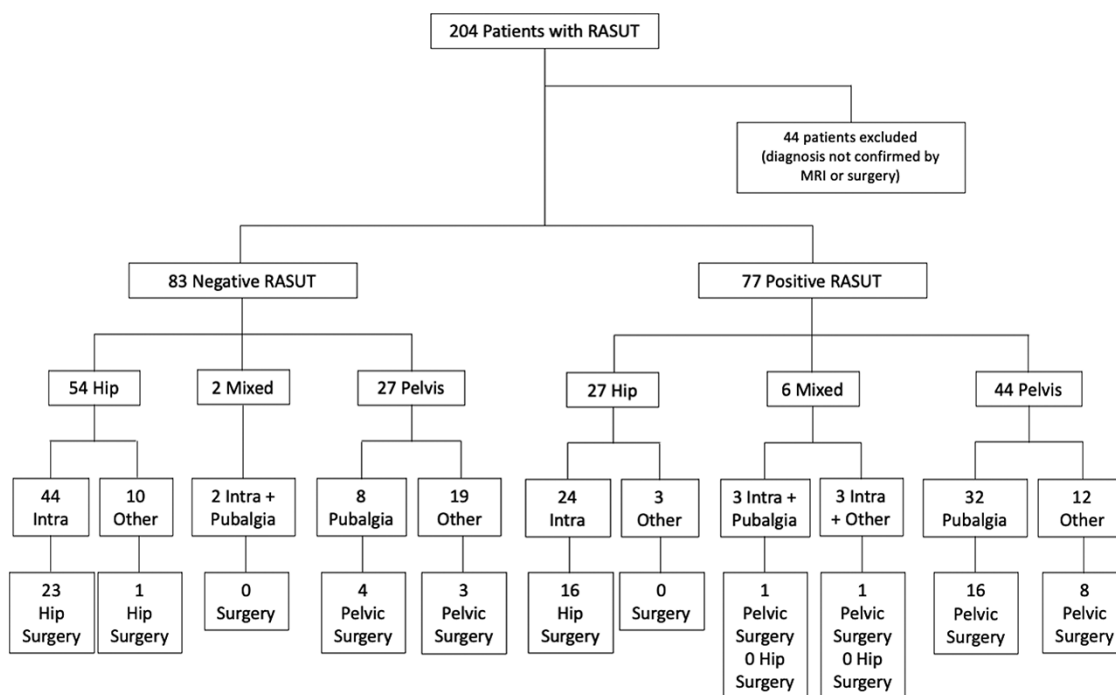 204 Patients with RASUT
44 patients excluded
(diagnosis not confirmed by
MRI or surgery)
83 Negative RASUT
77 Positive RASUT
54 Hip
2 Mixed
27 Pelvis
27 Hip
6 Mixed
44 Pelvis
44
Intra
10
Other
2 Intra +
Pubalgia
8
Pubalgia
19
Other
24
Intra
3
Other
3 Intra +
Pubalgia
3 Intra
+ Other
32
Pubalgia
12
Other
23
Hip
Surgery
1
Hip
Surgery
0
Surgery
4
Pelvic
Surgery
3
Pelvic
Surgery
16
Hip
Surgery
0
Surgery
1
Pelvic
Surgery
0 Hip
Surgery
1
Pelvic
Surgery
0 Hip
Surgery
16
Pelvic
Surgery
8
Pelvic
Surgery